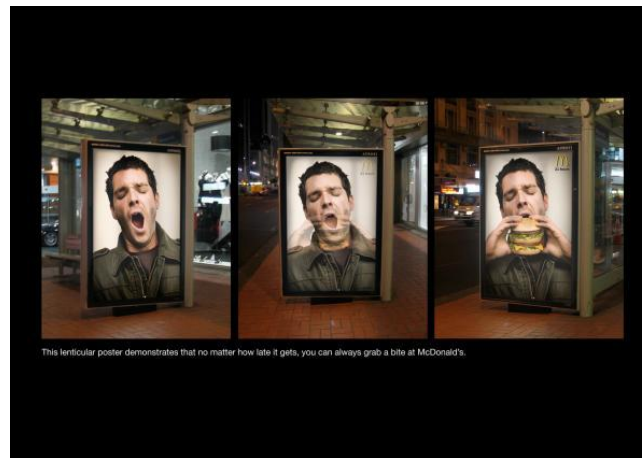 This lenticular poster demonstrates that no matter how late it gets, you can always grab a bite at McDonald's.